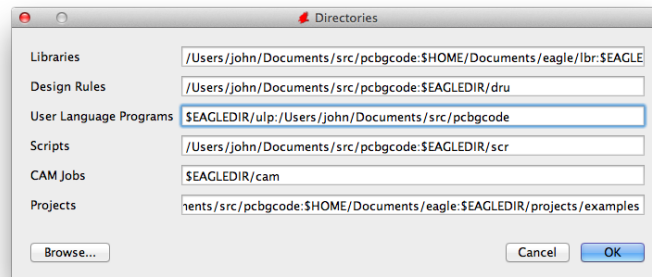 Directories
Libraries /Users/john/Documents/src/pcbgcode:$HOME/Documents/eagle/lbr:$EAGLE
Design Rules /Users/john/Documents/src/pcbgcode:$EAGLEDIR/dru
User Language Programs $EAGLEDIR/ulp:/Users/john/Documents/src/pcbgcode
Scripts /Users/john/Documents/src/pcbgcode:$EAGLEDIR/scr
CAM Jobs $EAGLEDIR/cam
Projects nents/src/pcbgcode:$HOME/Documents/eagle:$EAGLEDIR/projects/examples
Browse... Cancel OK